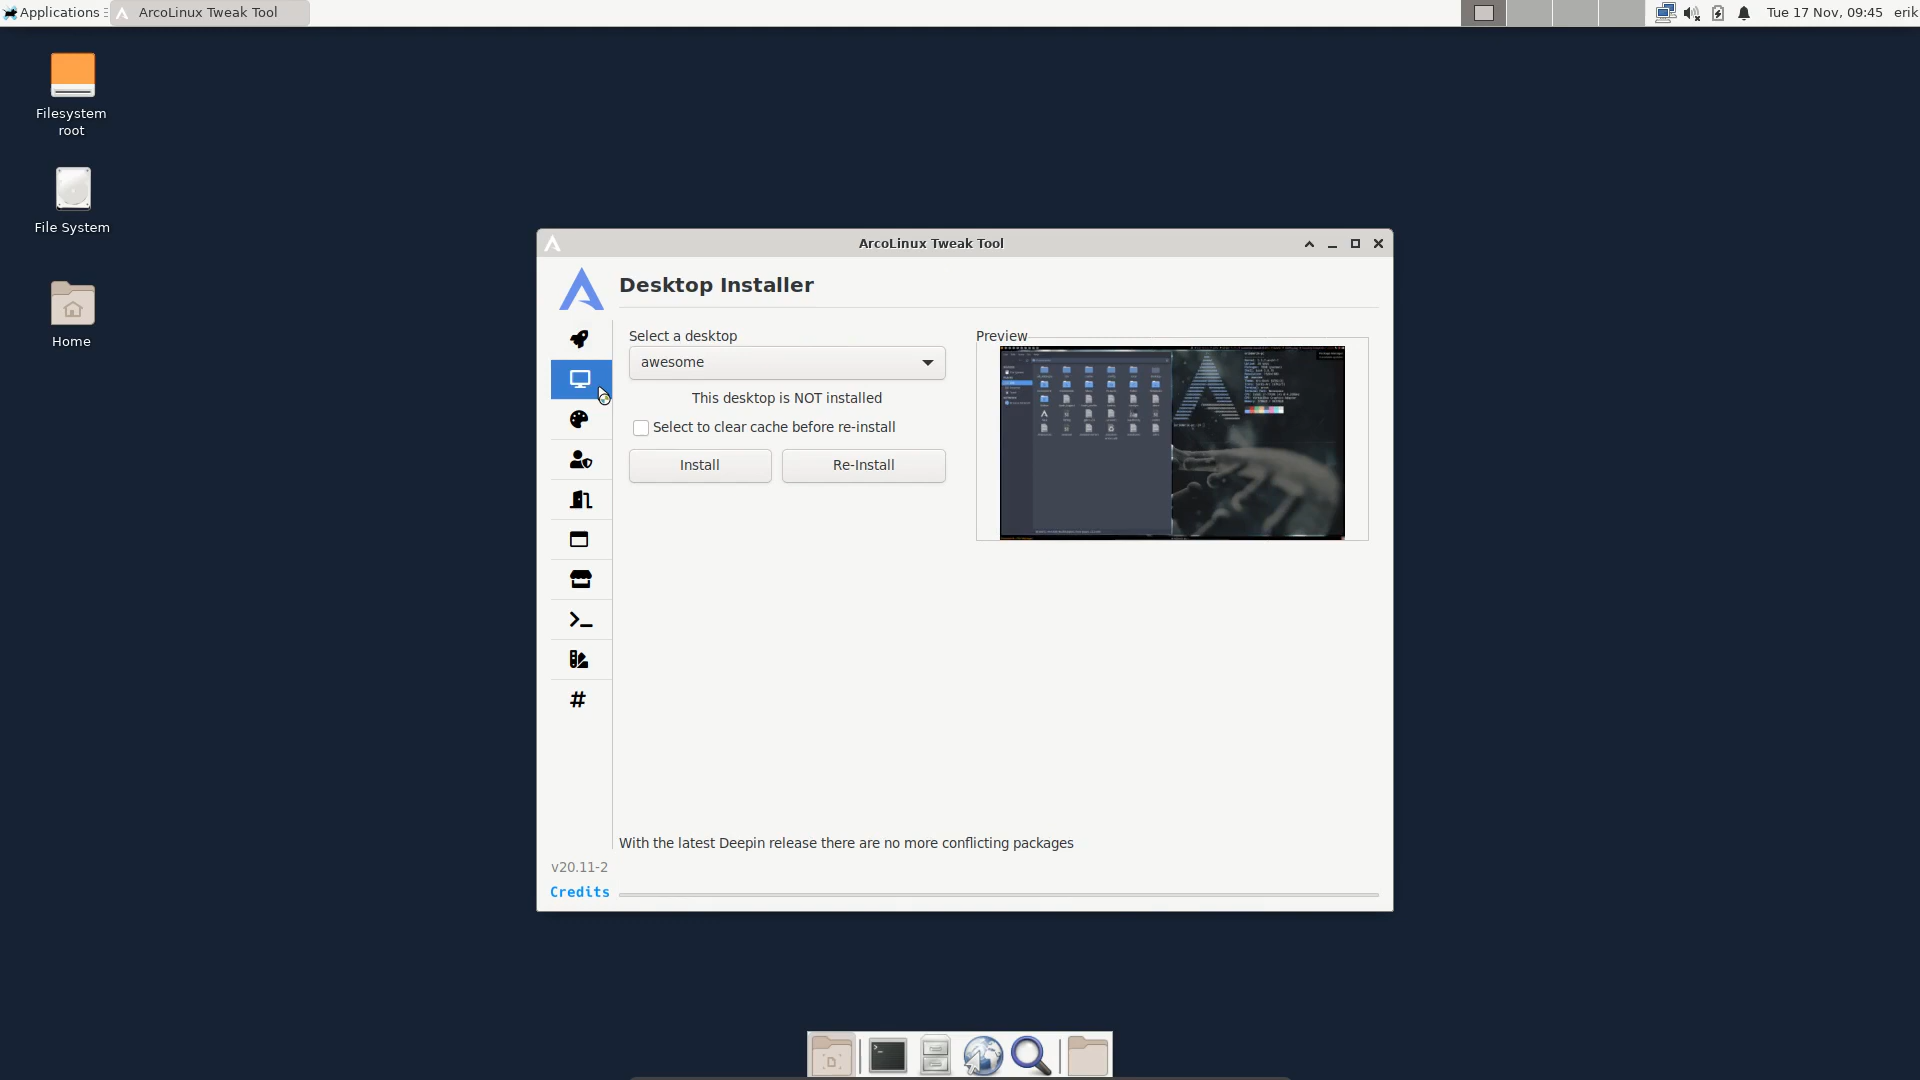 Applications
ArcoLinux Tweak Tool
Tue 17 Nov, 09:45
erik
Filesystem
root
File System
Home
ArcoLinux Tweak Tool
Desktop Installer
Select a desktop
awesome
This desktop is NOT installed
Select to clear cache before re-install
Install
Re-Install
Preview
With the latest Deepin release there are no more conflicting packages
v20.11-2
Credits